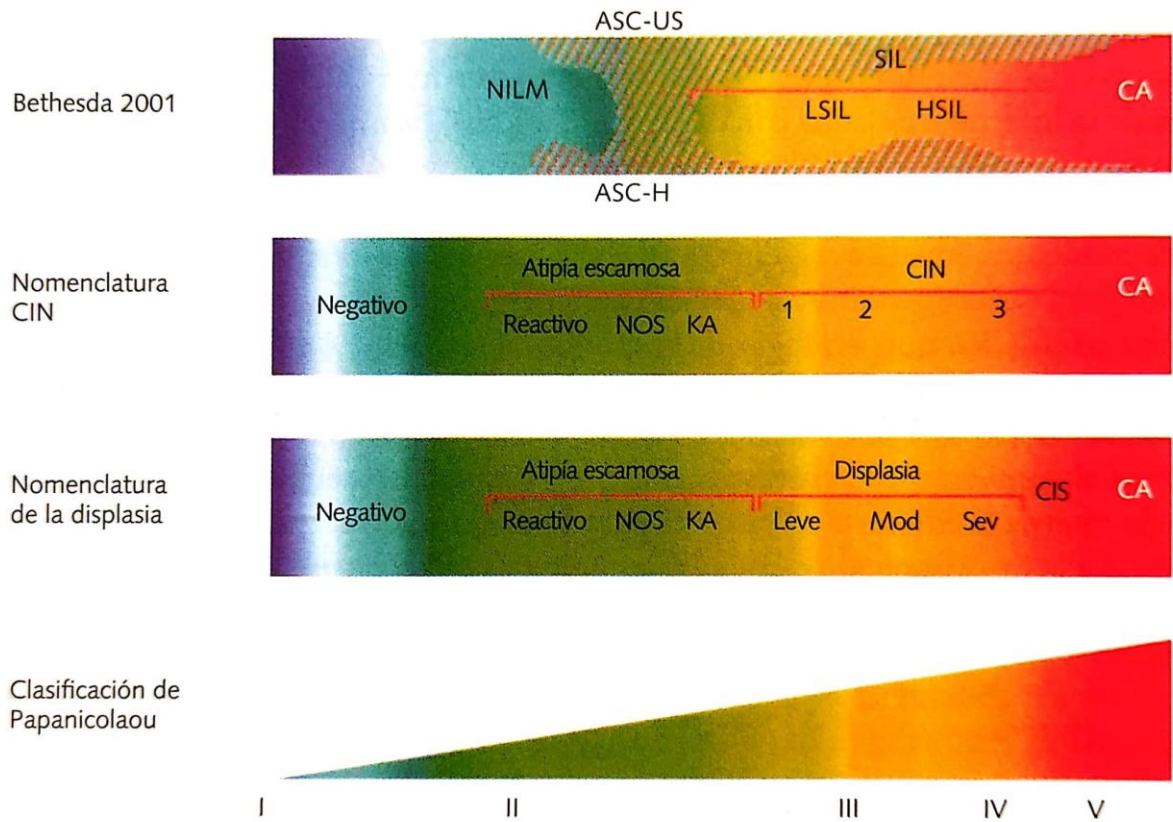 ASC-US
Bethesda 2001
NILM
SIL
LSIL HSIL
CA
ASC-H
Nomenclatura
CIN
Negativo
Atipía escamosa
Reactivo NOS KA
CIN
1 2 3
CA
Nomenclatura
de la displasia
Negativo
Atipía escamosa
Reactivo NOS KA
Displasia
Leve Mod Sev
CIS
CA
Clasificación de
Papanicolaou
I II III IV V